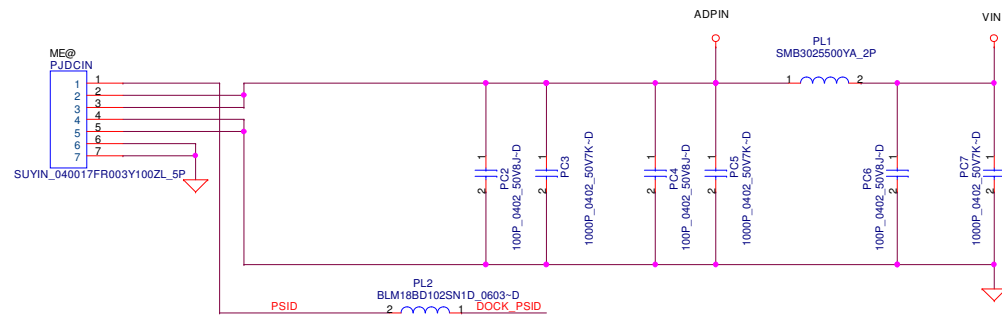 ADPIN
VIN
ME@
PJDCIN
PL1
SMB3025500YA_2P
1 1
2 2
3 3
4 4
5 5
6 6
7 7
SUYIN_040017FR003Y100ZL_5P
1 2
1 2 PC2 100P_0402_50V8J~D
1 2 PC3 1000P_0402_50V7K~D
1 2 PC4 100P_0402_50V8J~D
1 2 PC5 1000P_0402_50V7K~D
1 2 PC6 100P_0402_50V8J~D
1 2 PC7 1000P_0402_50V7K~D
PL2
BLM18BD102SN1D_0603~D
PSID 2 1 DOCK_PSID